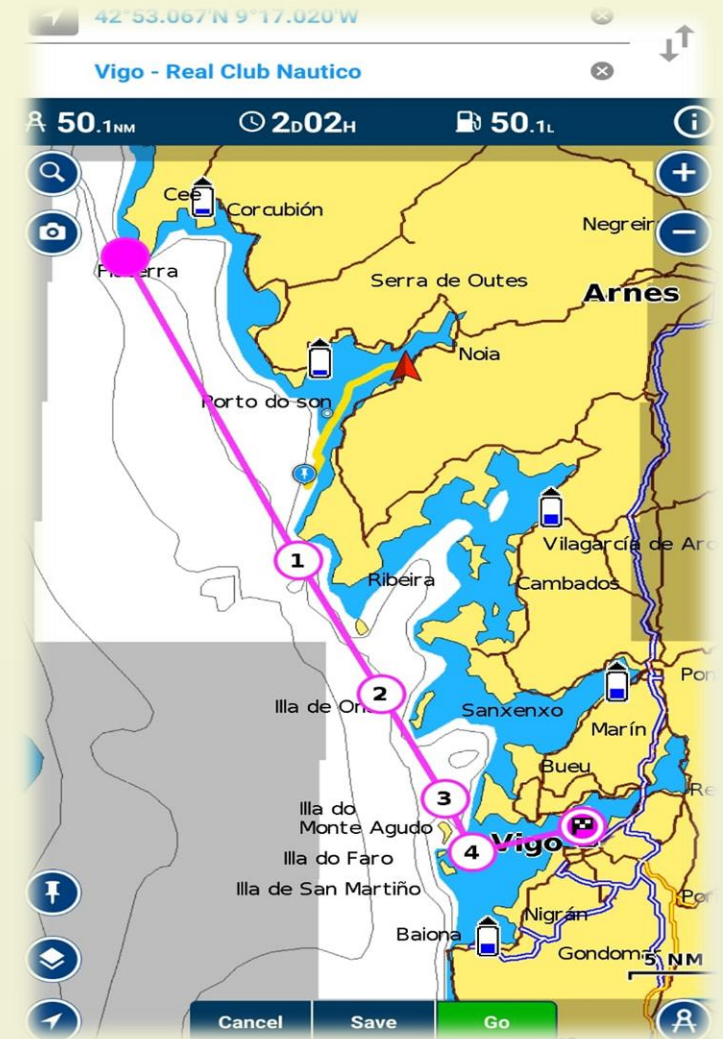 42°53.067'N 9°17.020'W
Vigo - Real Club Nautico
50.1NM
2D02H
50.1L
Cee
Corcubión
Negreir
Serra de Outes
Arnes
Noia
Porto do son
1
Vilagarcía de Aro
Ribeira
Cambados
2
Illa de Ons
Sanxenxo
Pon
Marín
Bueu
Re
3
Illa do
Monte Agudo
4
Vigo
Illa do Faro
Illa de San Martiño
Nigrán
Baiona
Gondomar
5 NM
Cancel
Save
Go